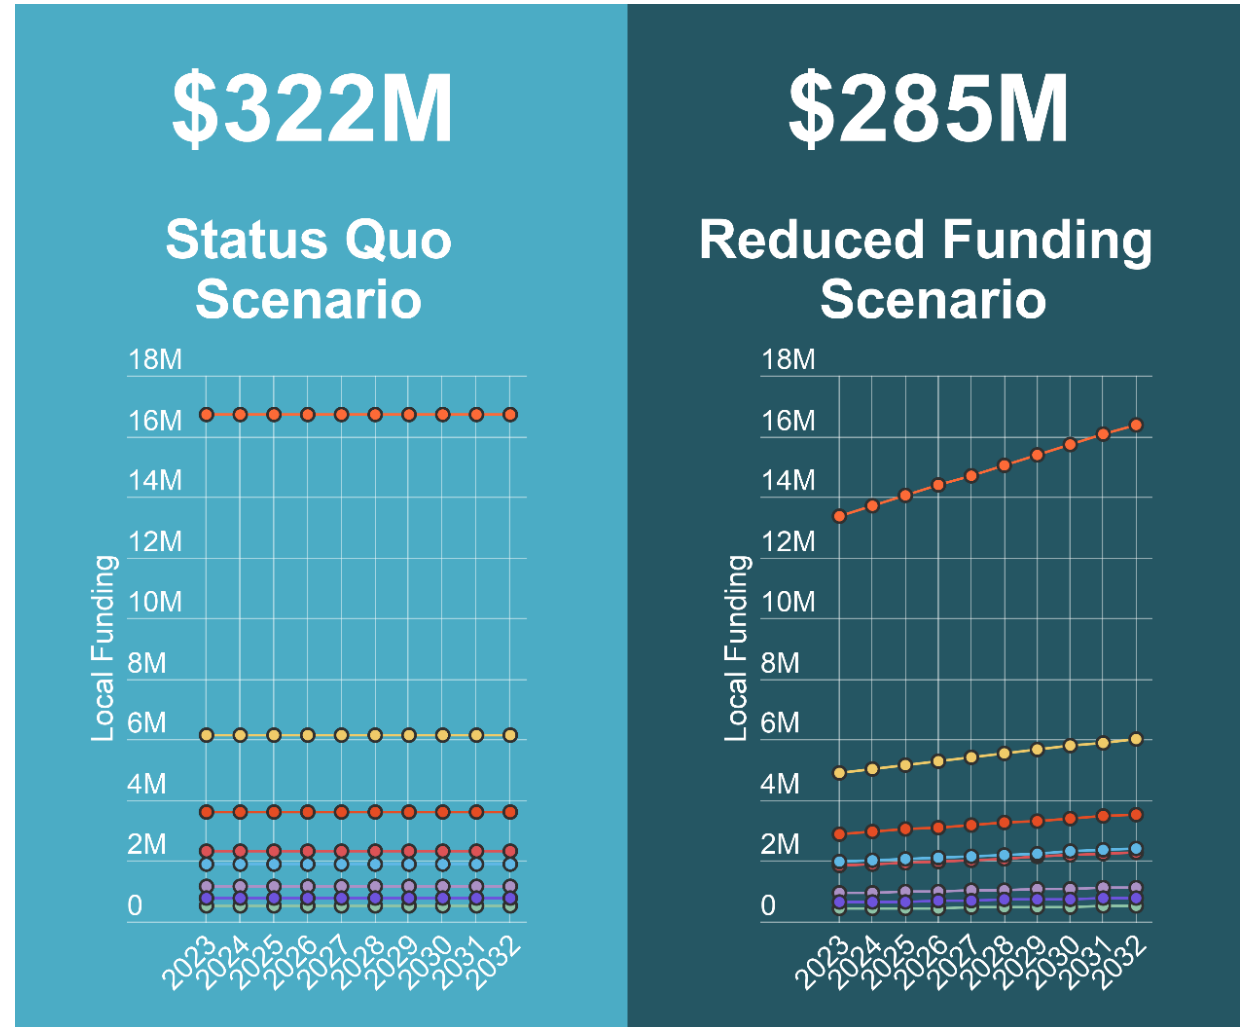 $322M
Status Quo
Scenario
18M
16M
14M
12M
10M
8M
6M
4M
2M
0
Local Funding
2023
2024
2025
2026
2027
2028
2029
2030
2031
2032
$285M
Reduced Funding
Scenario
18M
16M
14M
12M
10M
8M
6M
4M
2M
0
Local Funding
2023
2024
2025
2026
2027
2028
2029
2030
2031
2032